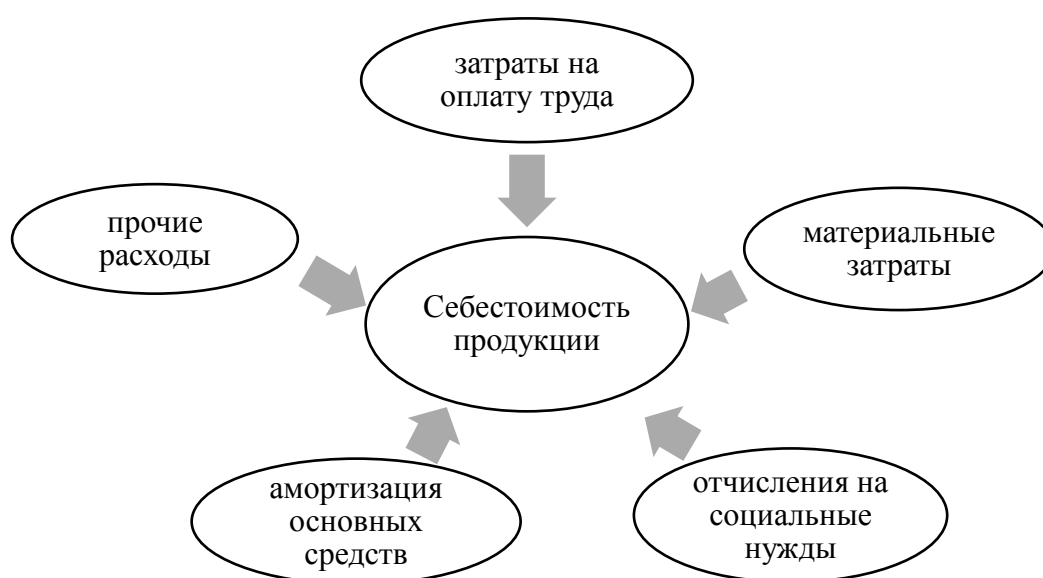 затраты на
оплату труда
прочие
расходы
материальные
затраты
Себестоимость
продукции
амортизация
основных
средств
отчисления на
социальные
нужды